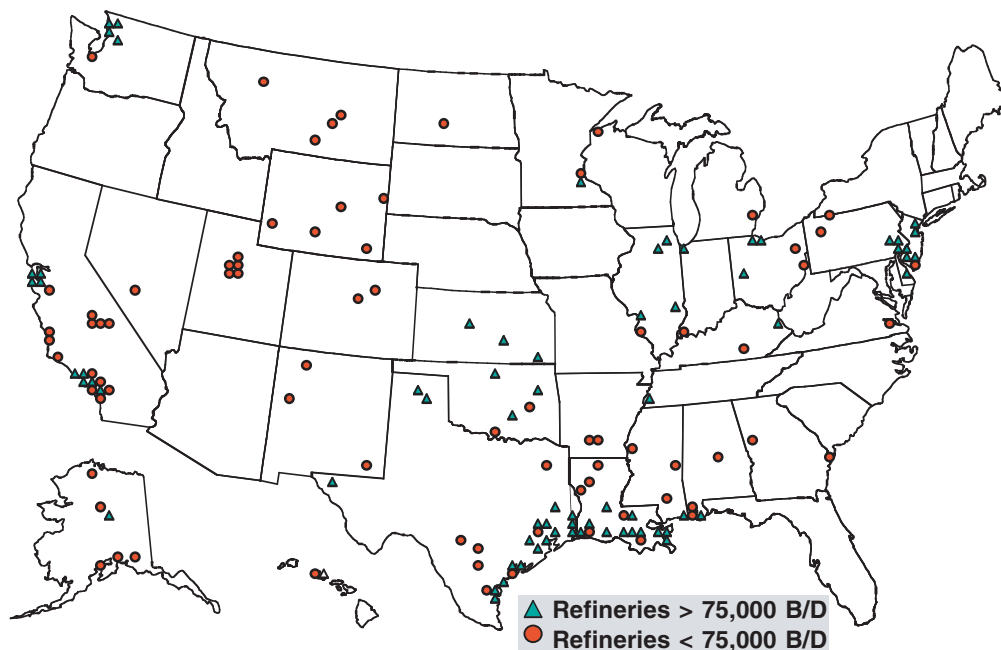 Refineries > 75,000 B/D
Refineries < 75,000 B/D